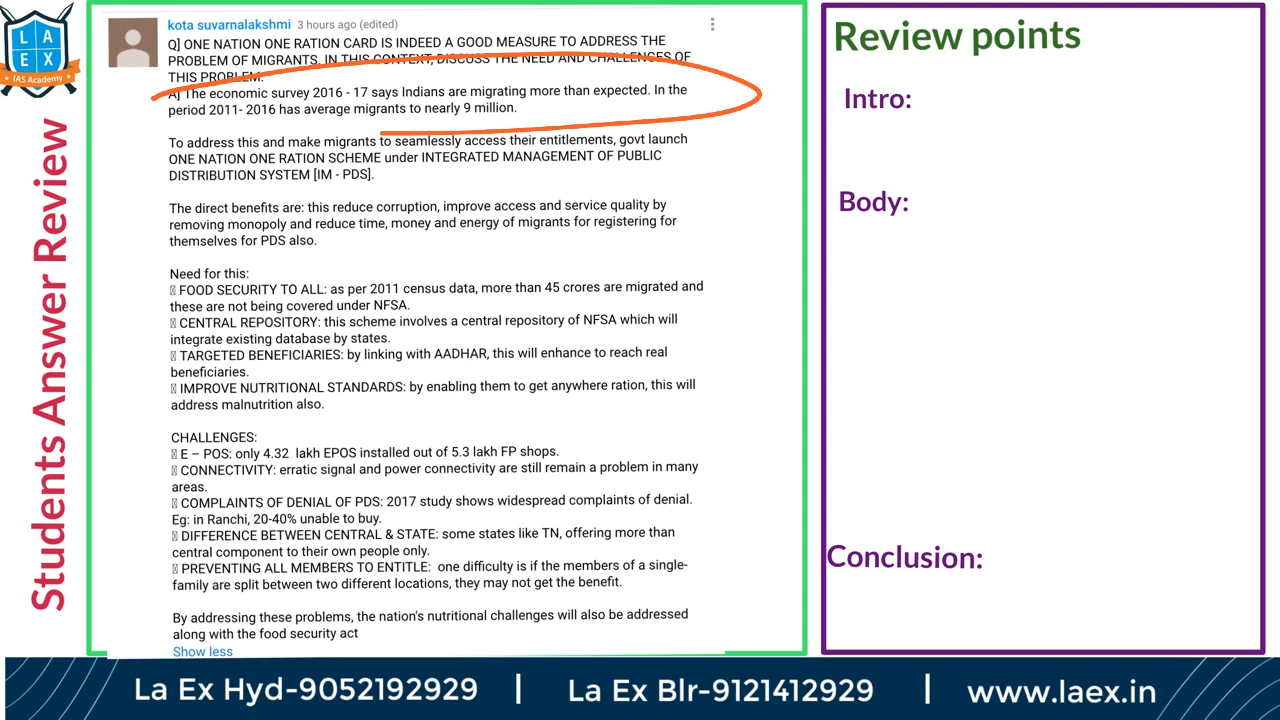 LA
EX
IAS Academy
Students Answer Review
kota suvarnalakshmi 3 hours ago (edited)
Q] ONE NATION ONE RATION CARD IS INDEED A GOOD MEASURE TO ADDRESS THE
PROBLEM OF MIGRANTS. IN THIS CONTEXT, DISCUSS THE NEED AND CHALLENGES OF
THIS PROBLEM.
A] The economic survey 2016 - 17 says Indians are migrating more than expected. In the
period 2011- 2016 has average migrants to nearly 9 million.
To address this and make migrants to seamlessly access their entitlements, govt launch
ONE NATION ONE RATION SCHEME under INTEGRATED MANAGEMENT OF PUBLIC
DISTRIBUTION SYSTEM [IM - PDS].
The direct benefits are: this reduce corruption, improve access and service quality by
removing monopoly and reduce time, money and energy of migrants for registering for
themselves for PDS also.
Need for this:
FOOD SECURITY TO ALL: as per 2011 census data, more than 45 crores are migrated and
these are not being covered under NFSA.
CENTRAL REPOSITORY: this scheme involves a central repository of NFSA which will
integrate existing database by states.
TARGETED BENEFICIARIES: by linking with AADHAR, this will enhance to reach real
beneficiaries.
IMPROVE NUTRITIONAL STANDARDS: by enabling them to get anywhere ration, this will
address malnutrition also.
CHALLENGES:
E – POS: only 4.32 lakh EPOS installed out of 5.3 lakh FP shops.
CONNECTIVITY: erratic signal and power connectivity are still remain a problem in many
areas.
COMPLAINTS OF DENIAL OF PDS: 2017 study shows widespread complaints of denial.
Eg: in Ranchi, 20-40% unable to buy.
DIFFERENCE BETWEEN CENTRAL & STATE: some states like TN, offering more than
central component to their own people only.
PREVENTING ALL MEMBERS TO ENTITLE: one difficulty is if the members of a single-
family are split between two different locations, they may not get the benefit.
By addressing these problems, the nation's nutritional challenges will also be addressed
along with the food security act
Show less
Review points
Intro:
Body:
Conclusion:
La Ex Hyd-9052192929 | La Ex Blr-9121412929 | www.laex.in